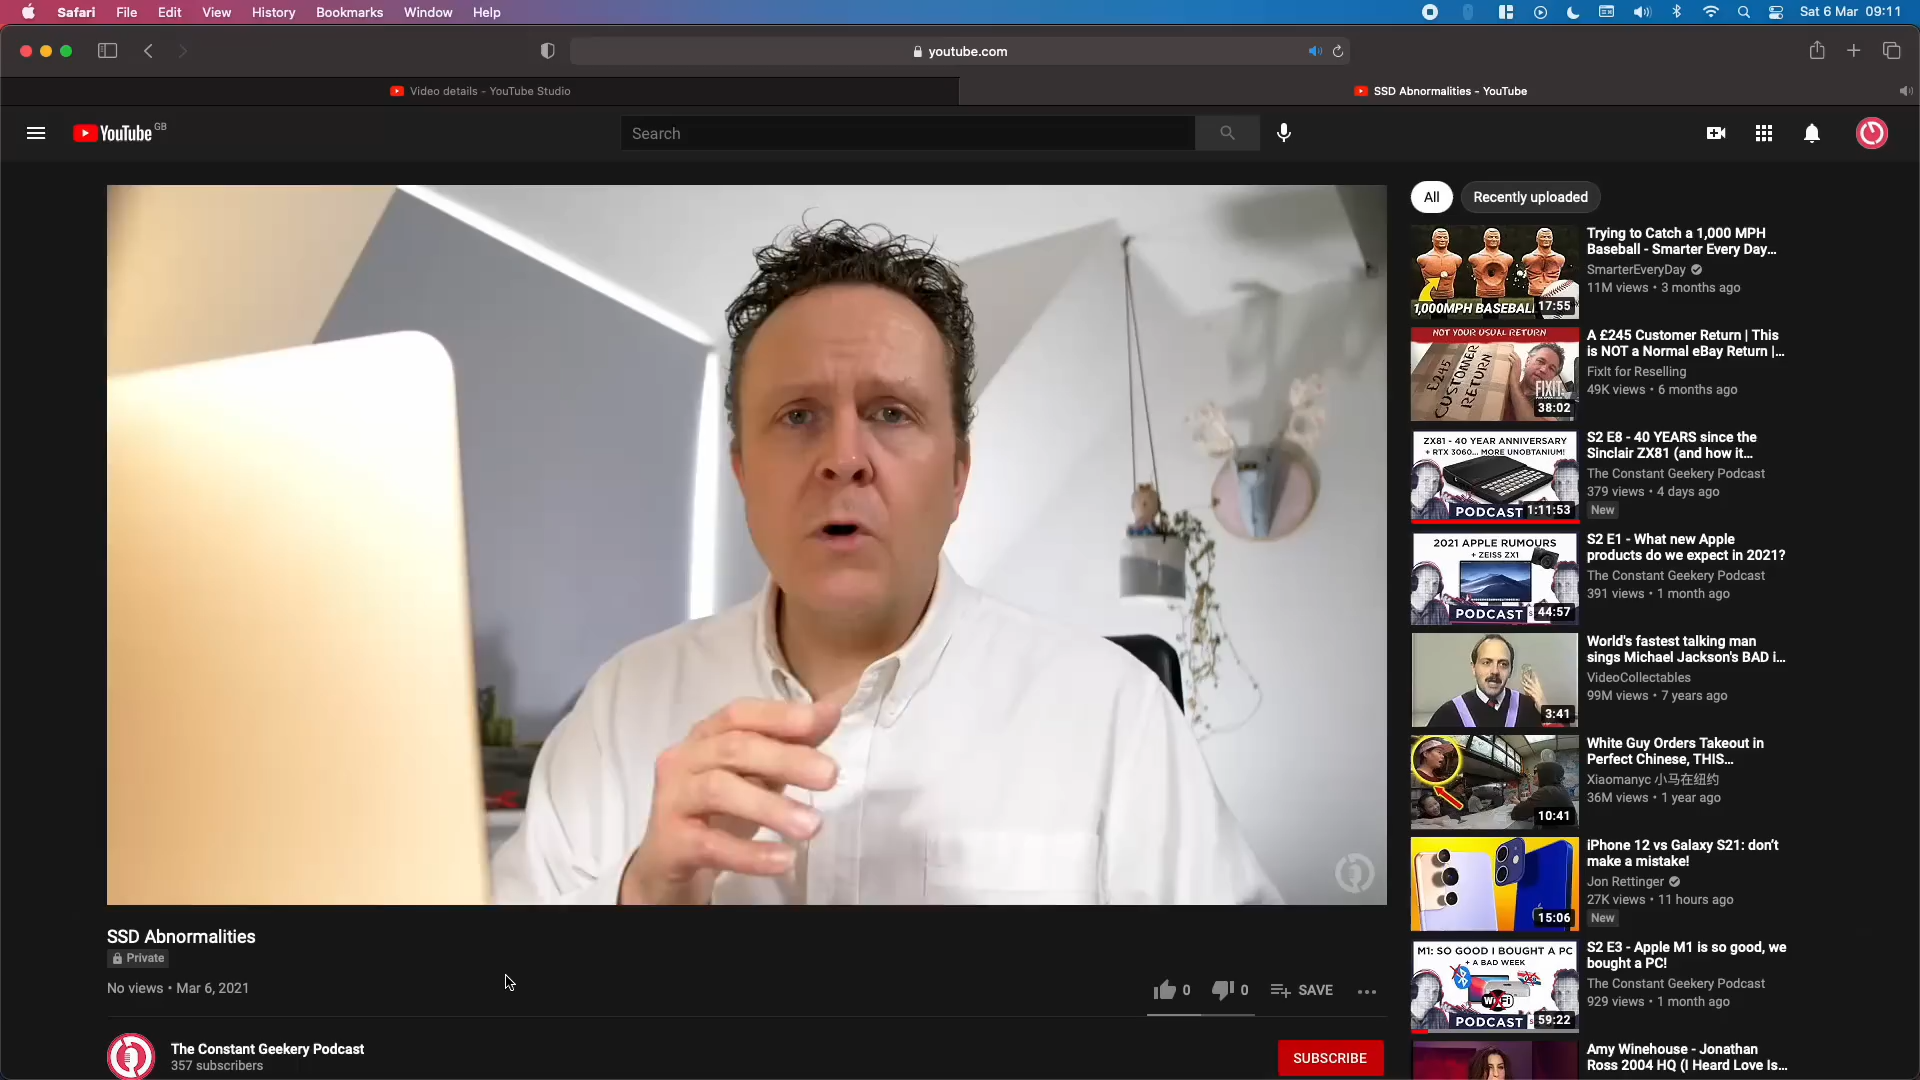 Safari File Edit View History Bookmarks Window Help Sat 6 Mar 09:11
youtube.com
Video details - YouTube Studio
SSD Abnormalities - YouTube
YouTube GB
Search
All
Recently uploaded
1,000MPH BASEBALL
17:55
Trying to Catch a 1,000 MPH
Baseball - Smarter Every Day...
SmarterEveryDay
11M views • 3 months ago
NOT YOUR USUAL RETURN
£245
CUSTOMER
RETURN
CUSTOMER
RETURN
FIXIT
38:02
A £245 Customer Return | This
is NOT a Normal eBay Return |...
FixIt for Reselling
49K views • 6 months ago
ZX81 - 40 YEAR ANNIVERSARY
+ RTX 3060... MORE UNOBTANIUM!
PODCAST
1:11:53
S2 E8 - 40 YEARS since the
Sinclair ZX81 (and how it...
The Constant Geekery Podcast
379 views • 4 days ago
New
2021 APPLE RUMOURS
+ ZEISS ZX1
PODCAST
44:57
S2 E1 - What new Apple
products do we expect in 2021?
The Constant Geekery Podcast
391 views • 1 month ago
3:41
World's fastest talking man
sings Michael Jackson's BAD i...
VideoCollectables
99M views • 7 years ago
10:41
White Guy Orders Takeout in
Perfect Chinese, THIS...
Xiaomanyc 小马在纽约
36M views • 1 year ago
15:06
iPhone 12 vs Galaxy S21: don't
make a mistake!
Jon Rettinger
27K views • 11 hours ago
New
M1: SO GOOD I BOUGHT A PC
+ A BAD WEEK
WiFi
PODCAST
59:22
S2 E3 - Apple M1 is so good, we
bought a PC!
The Constant Geekery Podcast
929 views • 1 month ago
Amy Winehouse - Jonathan
Ross 2004 HQ (I Heard Love Is...
SSD Abnormalities
Private
No views • Mar 6, 2021
0
0
SAVE
The Constant Geekery Podcast
357 subscribers
SUBSCRIBE